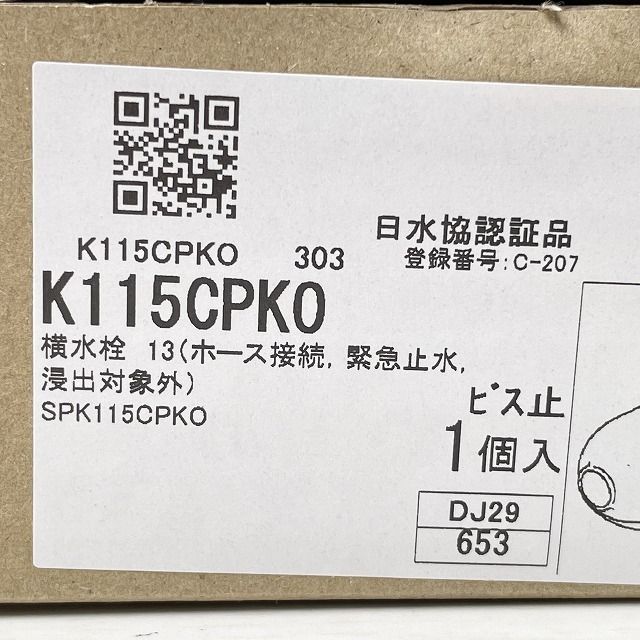 K115CPKO 303
日水協認証品
登録番号:C-207
K115CPKO
横水栓 13(ホース接続, 緊急止水,
浸出対象外)
SPK115CPKO
ビス止
1個入
DJ29
653